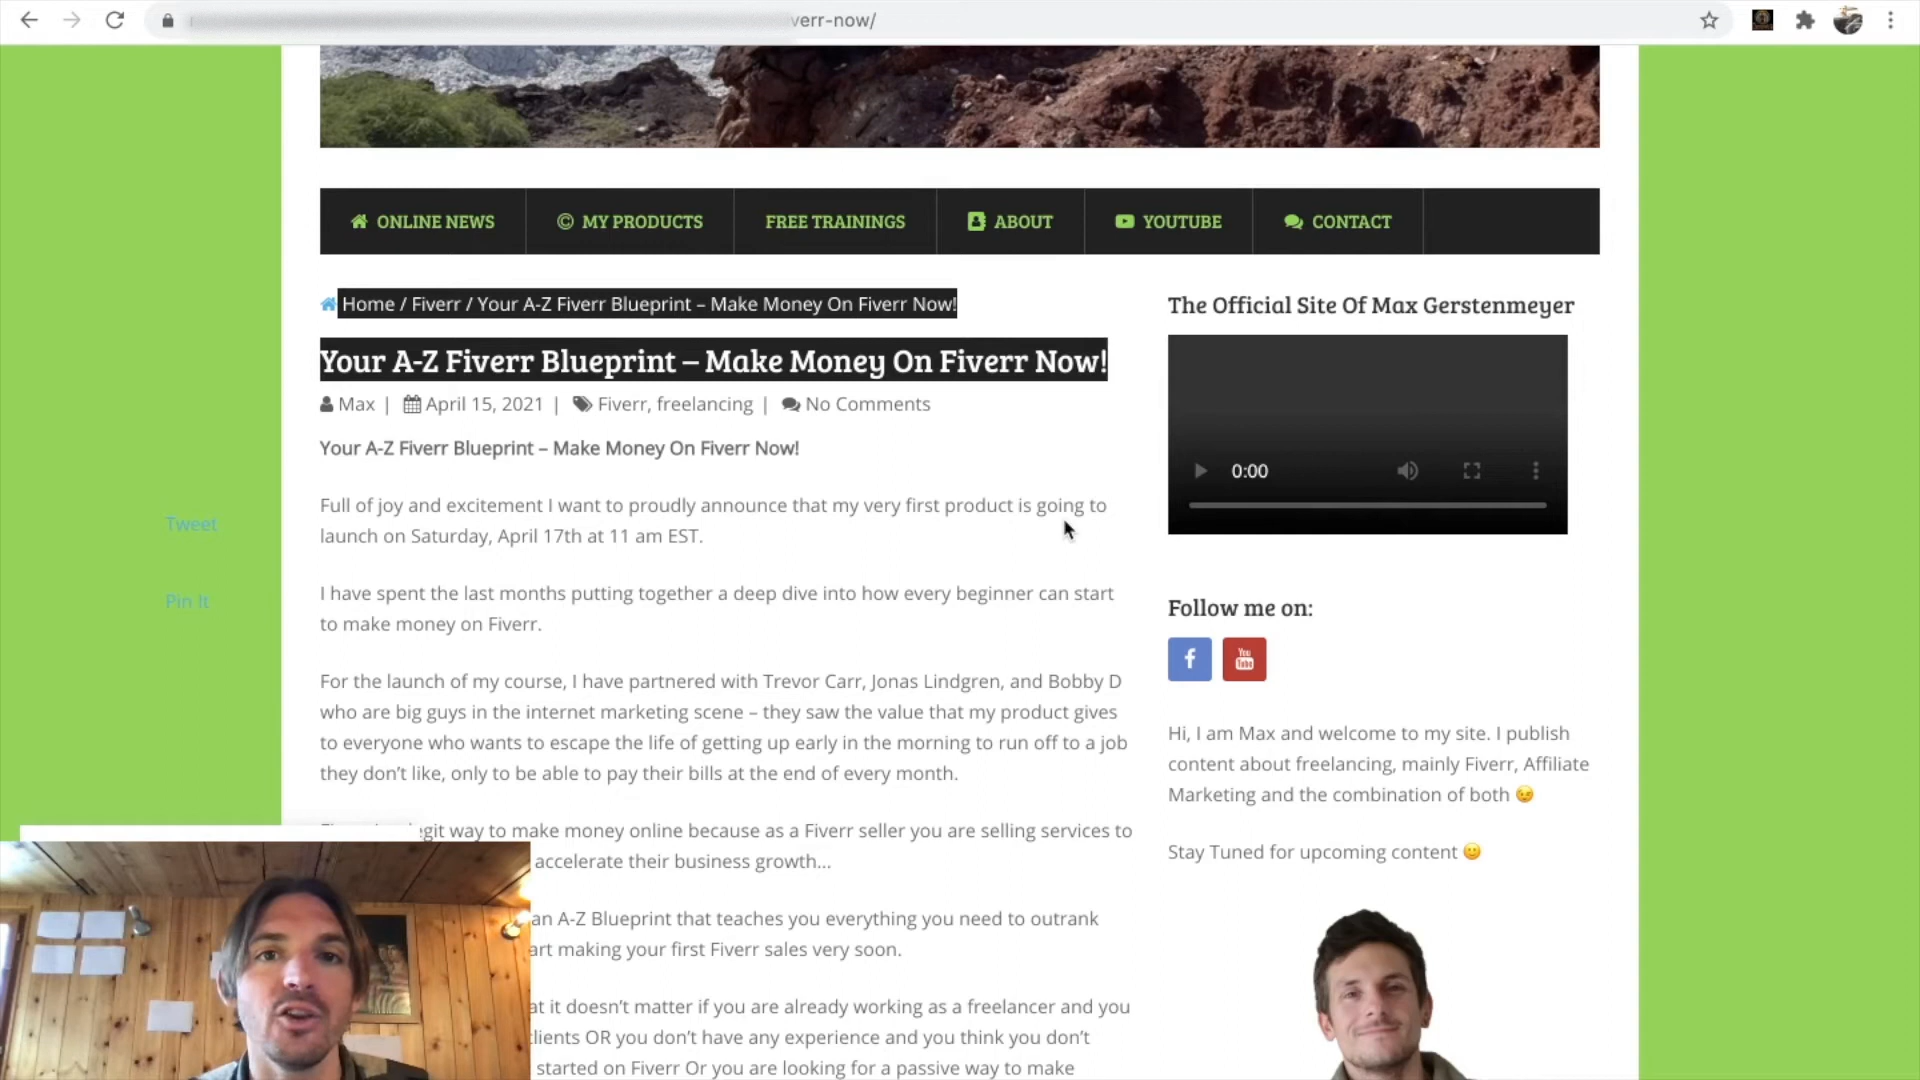 verr-now/
ONLINE NEWS MY PRODUCTS FREE TRAININGS ABOUT YOUTUBE CONTACT
Home / Fiverr / Your A-Z Fiverr Blueprint – Make Money On Fiverr Now!
Your A-Z Fiverr Blueprint – Make Money On Fiverr Now!
Max | April 15, 2021 | Fiverr, freelancing | No Comments
Your A-Z Fiverr Blueprint – Make Money On Fiverr Now!
Full of joy and excitement I want to proudly announce that my very first product is going to
launch on Saturday, April 17th at 11 am EST.
I have spent the last months putting together a deep dive into how every beginner can start
to make money on Fiverr.
For the launch of my course, I have partnered with Trevor Carr, Jonas Lindgren, and Bobby D
who are big guys in the internet marketing scene – they saw the value that my product gives
to everyone who wants to escape the life of getting up early in the morning to run off to a job
they don’t like, only to be able to pay their bills at the end of every month.
way to make money online because as a Fiverr seller you are selling services to
accelerate their business growth...
an A-Z Blueprint that teaches you everything you need to outrank
art making your first Fiverr sales very soon.
at it doesn’t matter if you are already working as a freelancer and you
clients OR you don’t have any experience and you think you don’t
started on Fiverr Or you are looking for a passive way to make
Tweet
Pin It
The Official Site Of Max Gerstenmeyer
0:00
Follow me on:
You
Tube
Hi, I am Max and welcome to my site. I publish
content about freelancing, mainly Fiverr, Affiliate
Marketing and the combination of both 😉
Stay Tuned for upcoming content 🙂